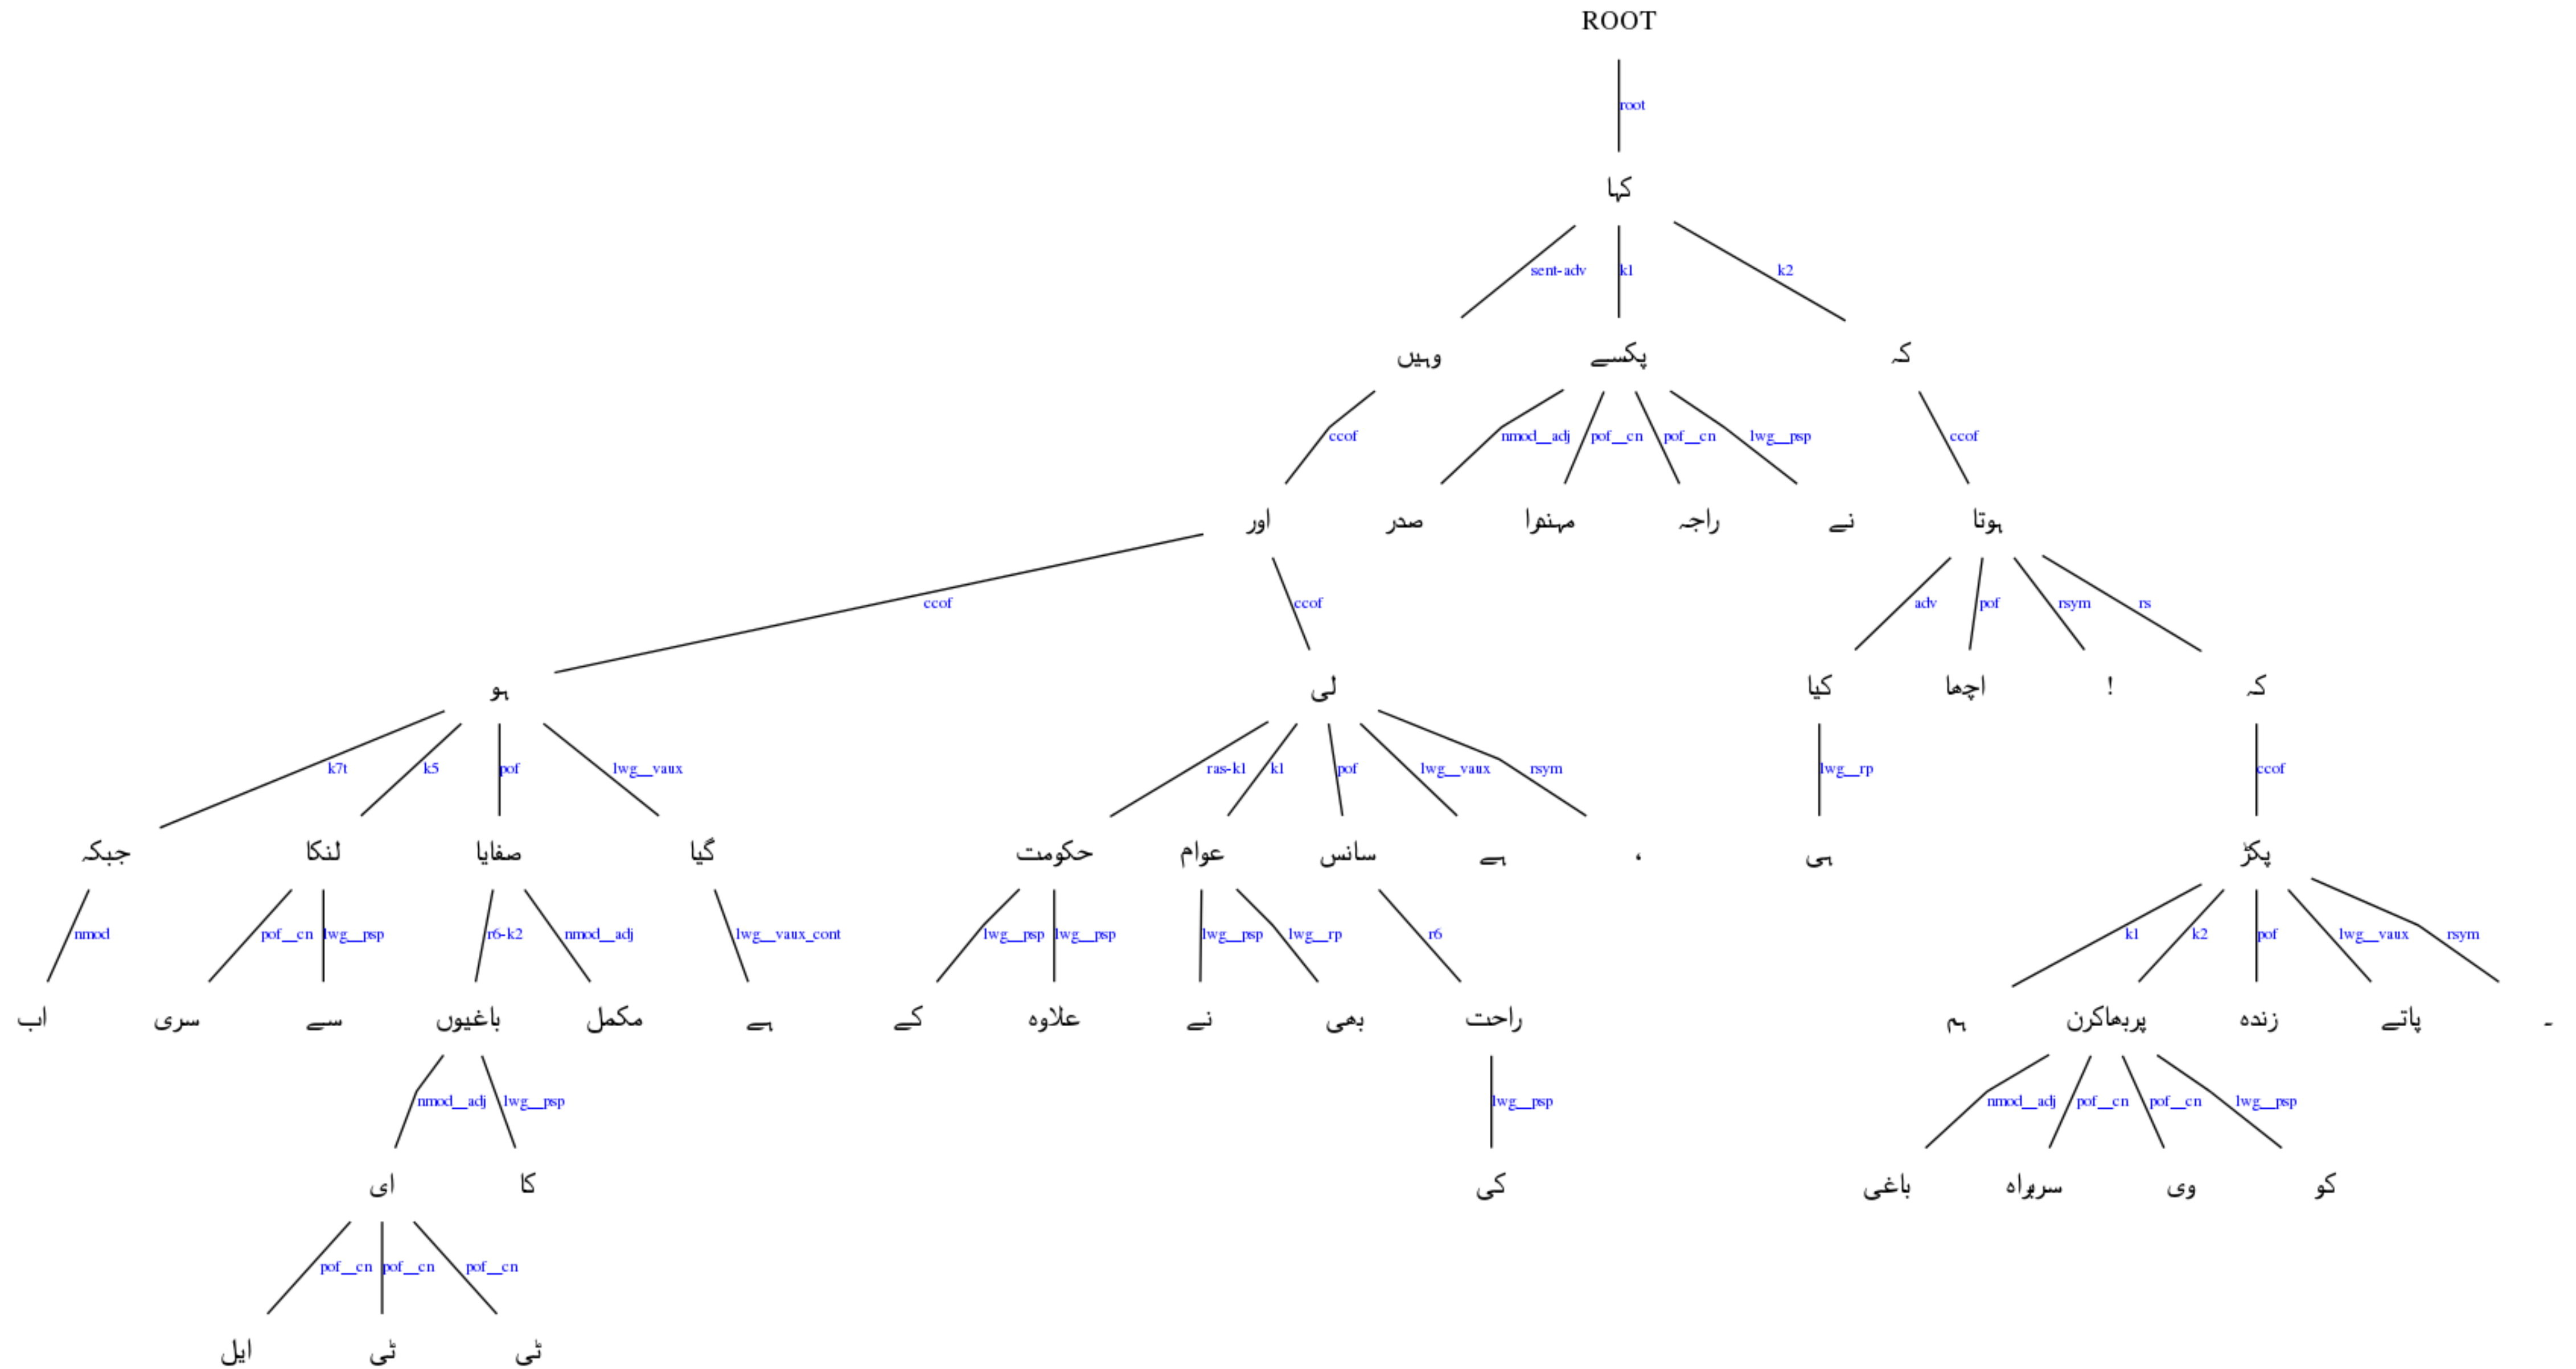 ROOT
root
کہا
sent-adv k1 k2
وہیں پکسے کہ
ccof nmod__adj pof__cn pof__cn lwg__psp ccof
اور صدر مہندرا راجہ نے ہوتا
ccof ccof adv pof rsym rs
ہو لی کیا اچھا ! کہ
k7t k5 pof lwg__vaux ras-k1 k1 pof lwg__vaux rsym lwg__rp ccof
جبکہ لنکا صفایا گیا حکومت عوام سانس ہے ، ہی پکڑ
nmod pof__cn lwg__psp r6-k2 nmod__adj lwg__vaux_cont lwg__psp lwg__psp lwg__psp lwg__rp r6 k1 k2 pof lwg__vaux rsym
اب سری سے باغیوں مکمل ہے کے علاوہ نے بھی راحت ہم پربھاکرن زندہ پاتے ۔
nmod__adj lwg__psp lwg__psp nmod__adj pof__cn pof__cn lwg__psp
ای کا کی باغی سربراہ وی کو
pof__cn pof__cn pof__cn
ایل ٹی ٹی